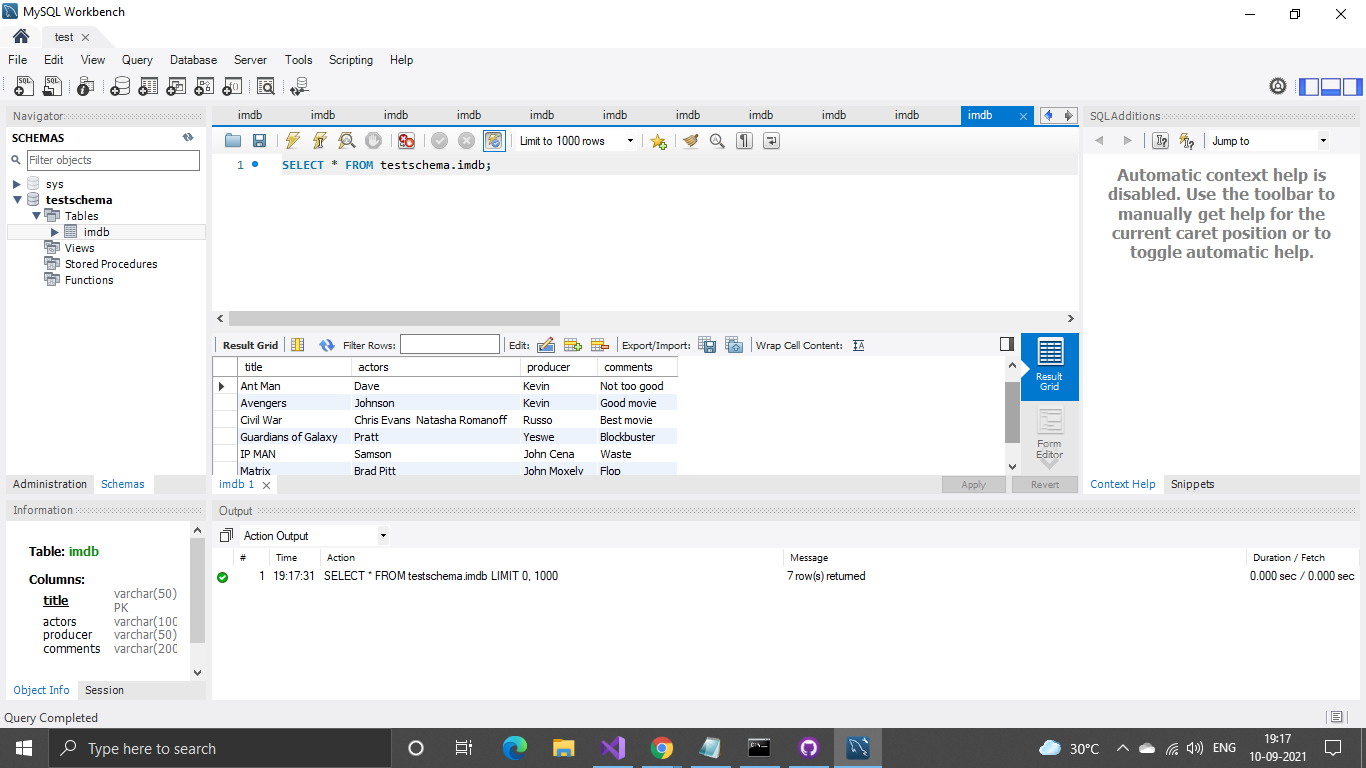 MySQL Workbench
test
File Edit View Query Database Server Tools Scripting Help
Navigator
SCHEMAS
Filter objects
sys
testschema
Tables
imdb
Views
Stored Procedures
Functions
Administration Schemas
Information
Table: imdb
Columns:
title varchar(50) PK
actors varchar(100
producer varchar(50)
comments varchar(200
Object Info Session
imdb imdb imdb imdb imdb imdb imdb imdb imdb imdb imdb
Limit to 1000 rows
1 SELECT * FROM testschema.imdb;
Result Grid Filter Rows: Edit: Export/Import: Wrap Cell Content:
title actors producer comments
Ant Man Dave Kevin Not too good
Avengers Johnson Kevin Good movie
Civil War Chris Evans Natasha Romanoff Russo Best movie
Guardians of Galaxy Pratt Yeswe Blockbuster
IP MAN Samson John Cena Waste
Matrix Brad Pitt John Moxely Flop
Result
Grid
Form
Editor
imdb 1 Apply Revert
SQLAdditions
Jump to
Automatic context help is
disabled. Use the toolbar to
manually get help for the
current caret position or to
toggle automatic help.
Context Help Snippets
Output
Action Output
# Time Action Message Duration / Fetch
1 19:17:31 SELECT * FROM testschema.imdb LIMIT 0, 1000 7 row(s) returned 0.000 sec / 0.000 sec
Query Completed
Type here to search
30°C ENG
19:17
10-09-2021